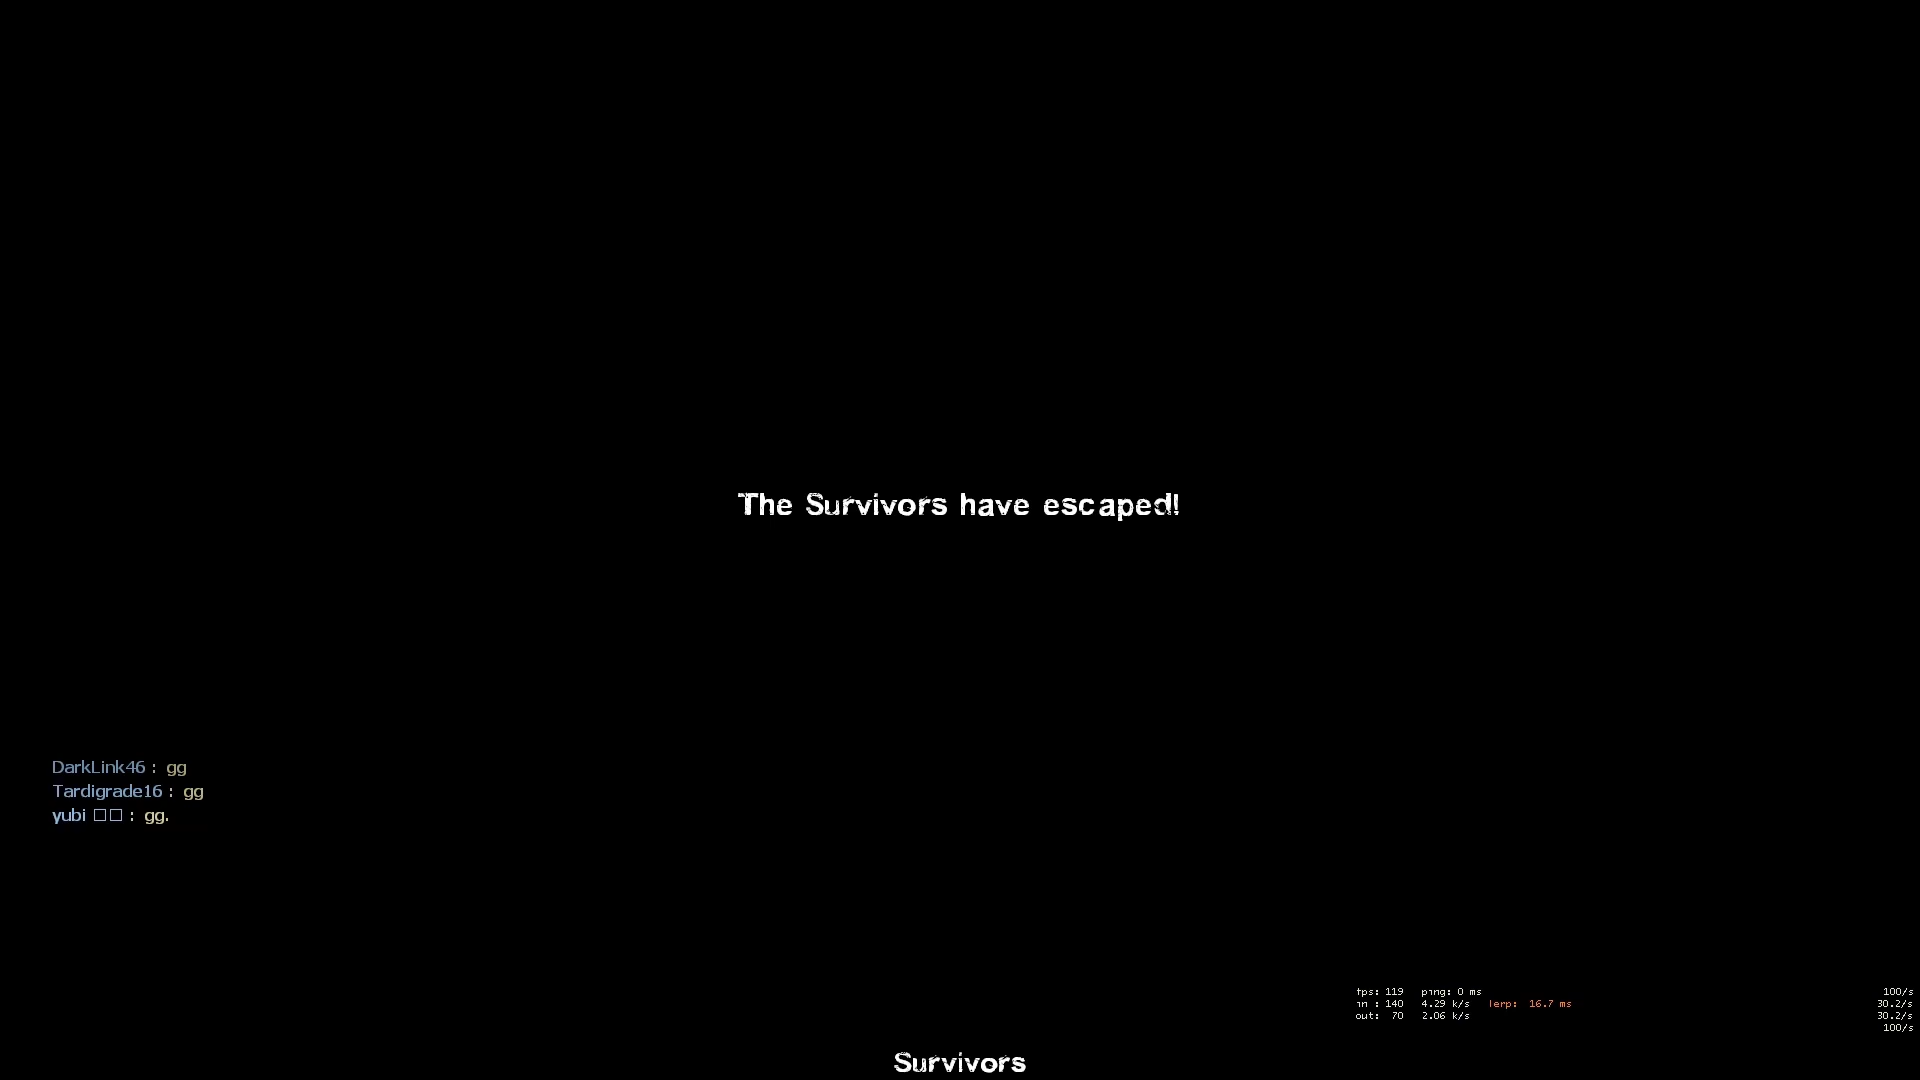 The Survivors have escaped!
DarkLink46 : gg
Tardigrade16 : gg
yubi □□ : gg.
fps: 119 ping: 0 ms 100/s
in : 140 4.29 k/s lerp: 16.7 ms 30.2/s
out: 70 2.06 k/s 30.2/s
100/s
Survivors